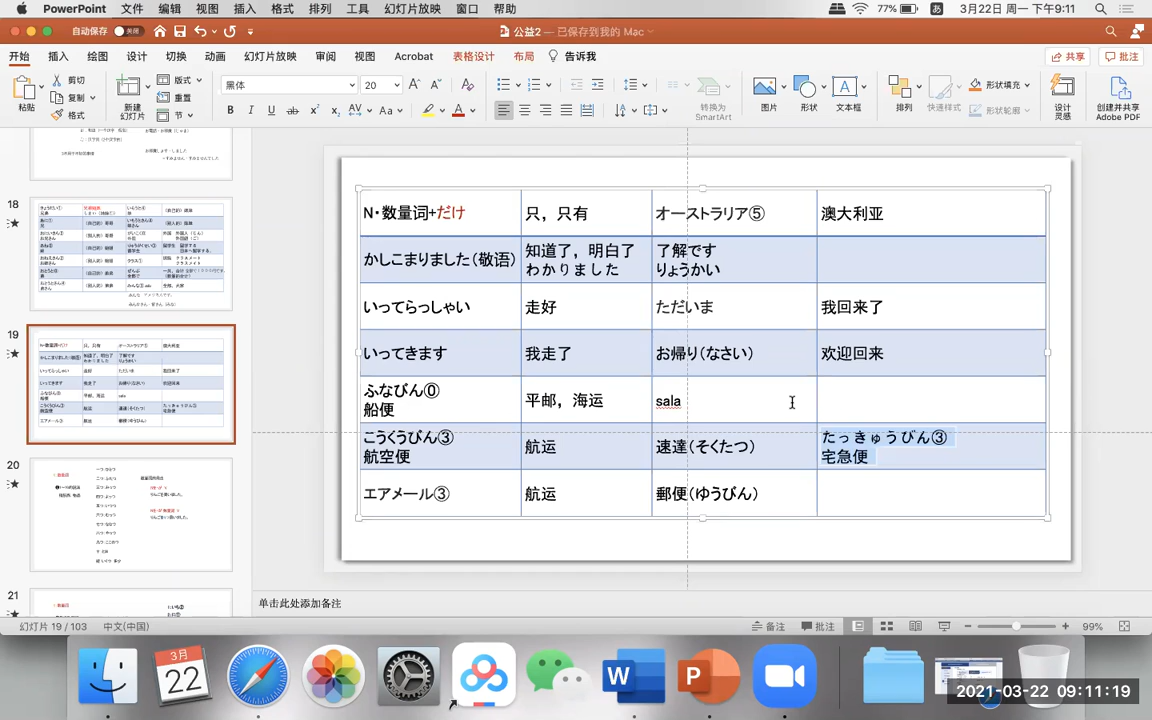 PowerPoint 文件 编辑 视图 插入 格式 排列 工具 幻灯片放映 窗口 帮助 77% あ 3月22日 周一 下午9:11
自动保存 关闭 公益2 — 已保存到我的 Mac
开始 插入 绘图 设计 切换 动画 幻灯片放映 审阅 视图 Acrobat 表格设计 布局 告诉我 共享 批注
粘贴 剪切 复制 格式 新建幻灯片 版式 重置 节 黑体 20 转换为 SmartArt 图片 形状 文本框 排列 快速样式 形状填充 形状轮廓 设计灵感 创建并共享 Adobe PDF
18
19
20
21
N・数量词+だけ 只，只有 オーストラリア⑤ 澳大利亚
かしこまりました（敬语） 知道了，明白了 了解です
わかりました りょうかい
いってらっしゃい 走好 ただいま 我回来了
いってきます 我走了 お帰り（なさい） 欢迎回来
ふなびん⓪
船便 平邮，海运 sala
こうくうびん③ 航运 速達（そくたつ） たっきゅうびん③
航空便 宅急便
エアメール③ 航运 郵便（ゆうびん）
单击此处添加备注
幻灯片 19 / 103 中文(中国) 备注 批注 99%
3月
22
W P
2021-03-22 09:11:19